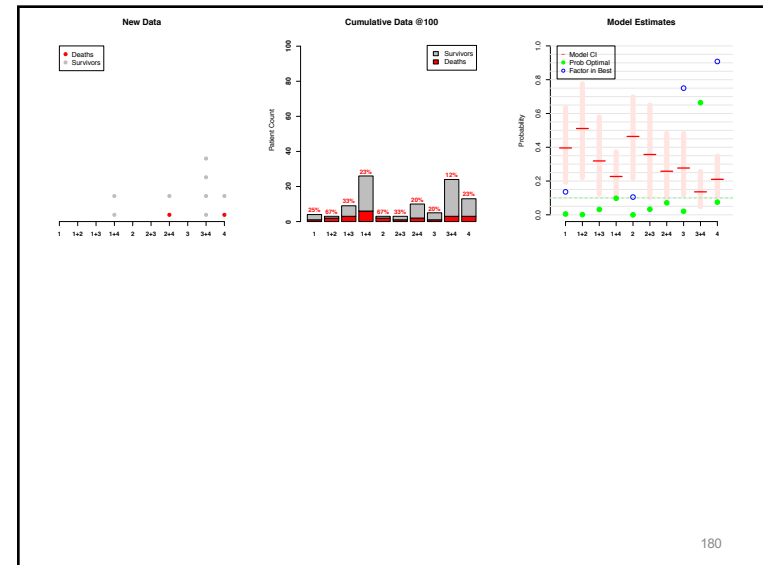 New Data
Deaths
Survivors
1 1+2 1+3 1+4 2 2+3 2+4 3 3+4 4
Cumulative Data @100
Patient Count
100
80
60
40
20
0
Survivors
Deaths
25% 67% 33% 23% 67% 33% 20% 20% 12% 23%
1 1+2 1+3 1+4 2 2+3 2+4 3 3+4 4
Model Estimates
Probability
1.0
0.8
0.6
0.4
0.2
0.0
Model CI
Prob Optimal
Factor in Best
1 1+2 1+3 1+4 2 2+3 2+4 3 3+4 4
180